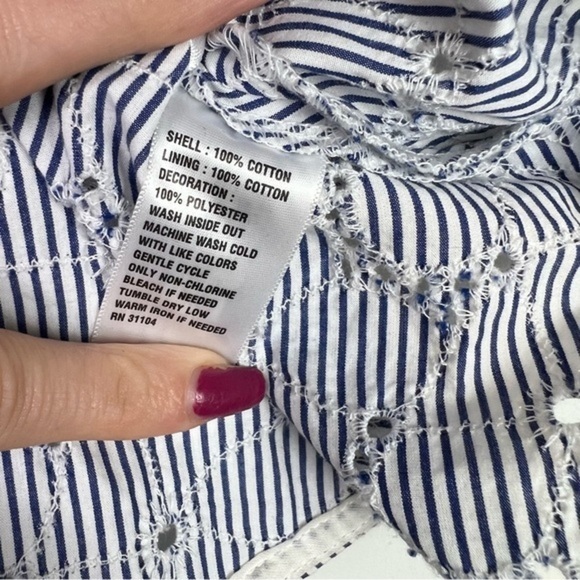 SHELL : 100% COTTON
LINING : 100% COTTON
DECORATION :
100% POLYESTER
WASH INSIDE OUT
MACHINE WASH COLD
WITH LIKE COLORS
GENTLE CYCLE
ONLY NON-CHLORINE
BLEACH IF NEEDED
TUMBLE DRY LOW
WARM IRON IF NEEDED
RN 31104